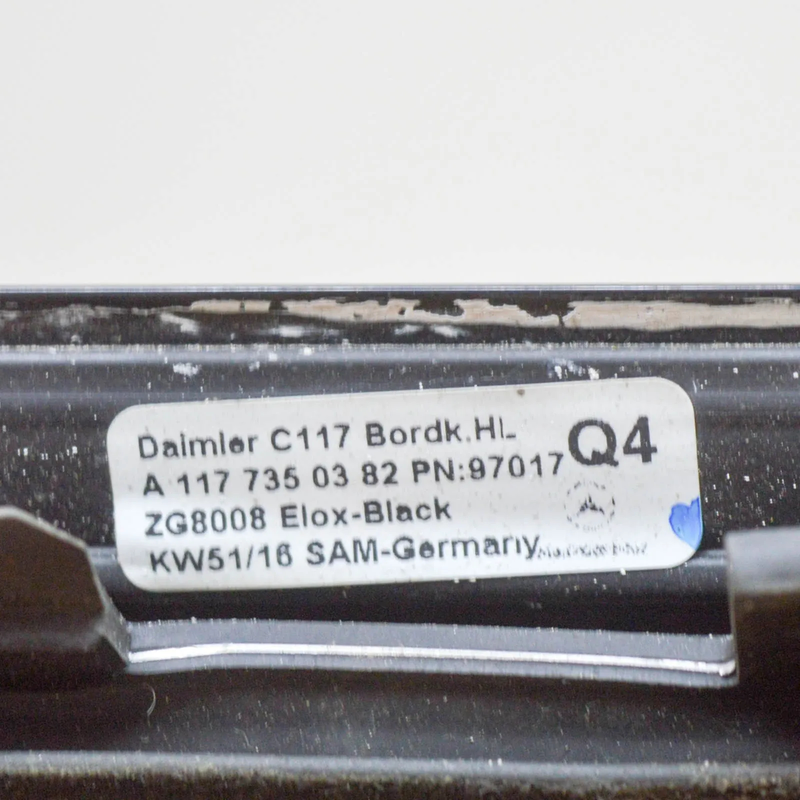 Daimler C117 Bordk.HL Q4
A 117 735 03 82 PN:97017
ZG8008 Elox-Black
KW51/16 SAM-Germany